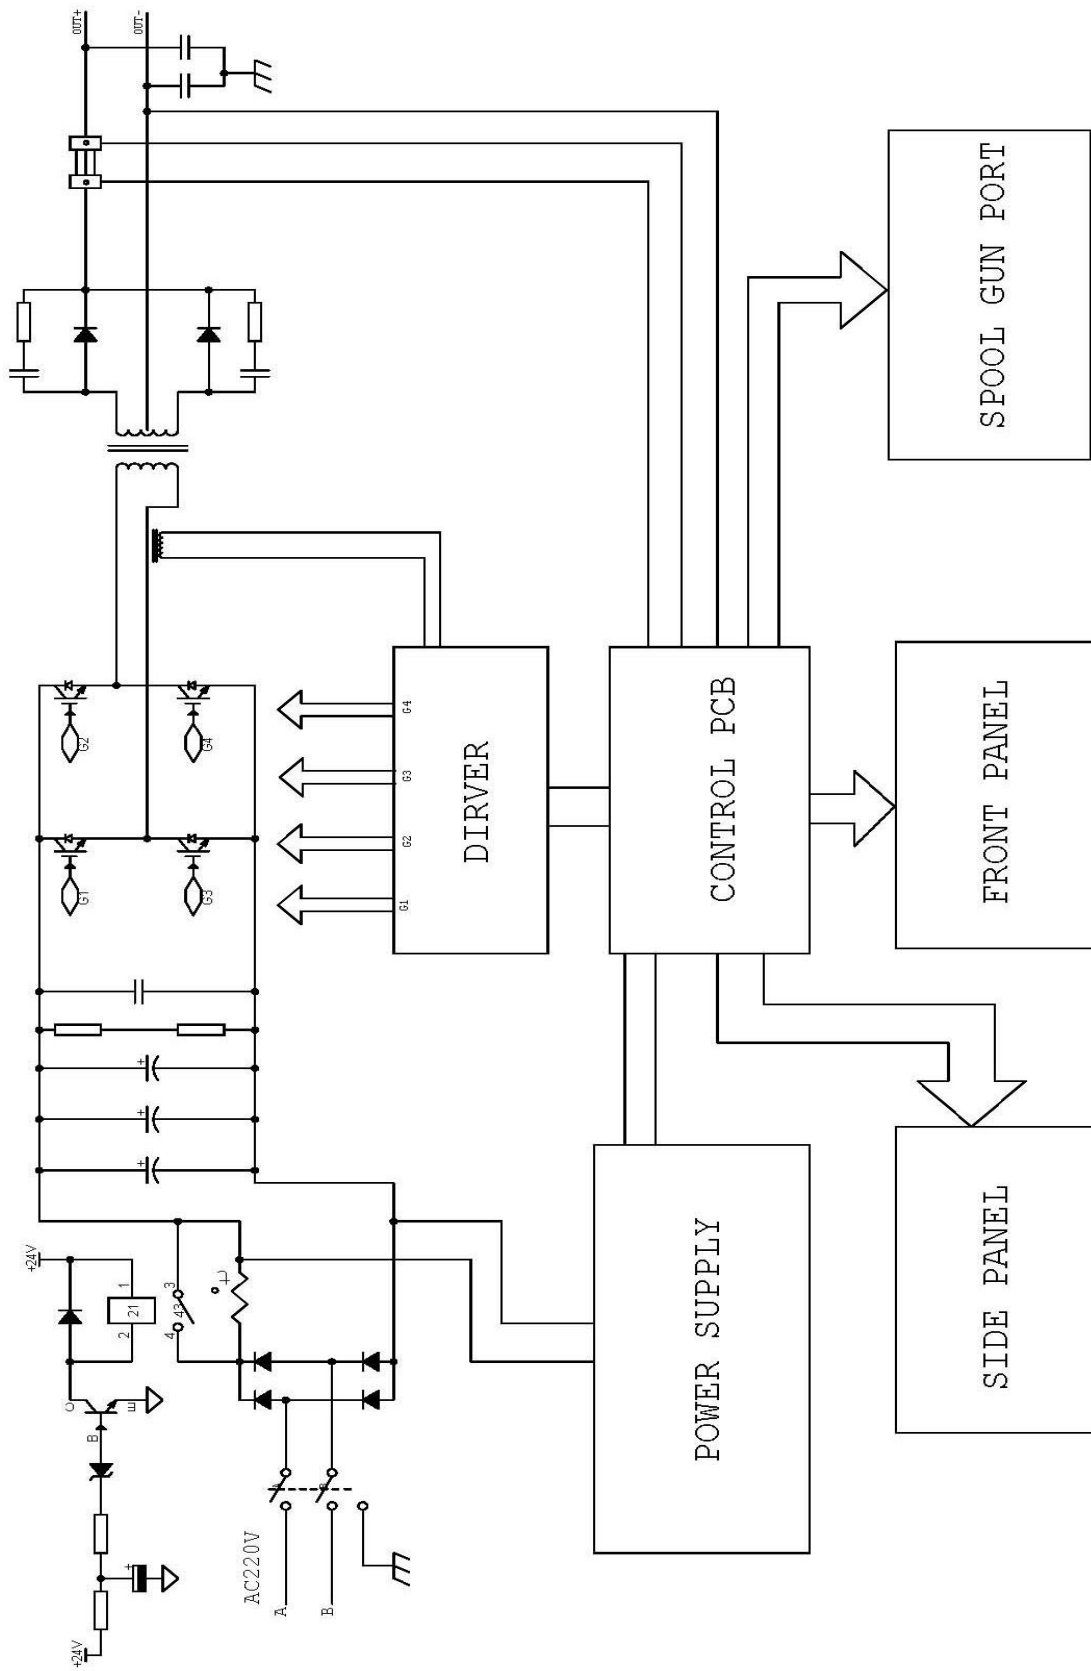 +24V
B
C
E
+
+24V
2
21
1
4
43
3
AC220V
A
B
+
+
+
G1
G3
G2
G4
OUT+
OUT-
G1
G2
G3
G4
DIRVER
POWER SUPPLY
CONTROL PCB
SIDE PANEL
FRONT PANEL
SPOOL GUN PORT